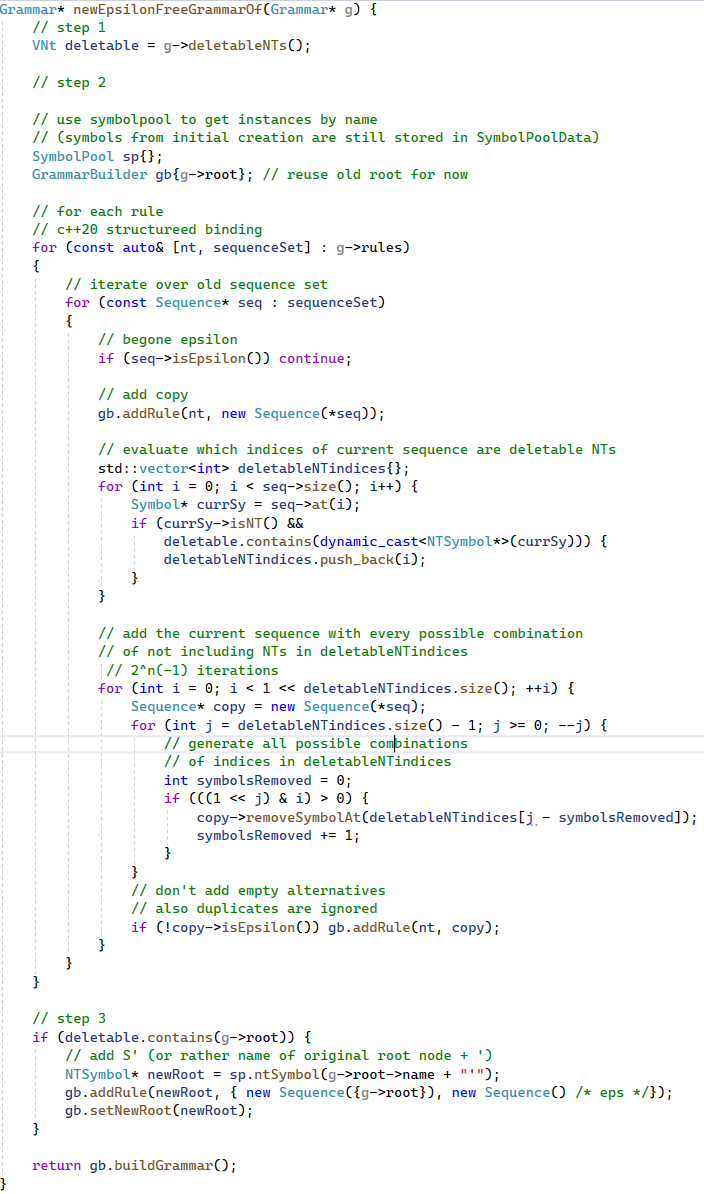 Grammar* newEpsilonFreeGrammarOf(Grammar* g) {
    // step 1
    VNt deletable = g->deletableNTs();

    // step 2

    // use symbolpool to get instances by name
    // (symbols from initial creation are still stored in SymbolPoolData)
    SymbolPool sp{};
    GrammarBuilder gb{g->root}; // reuse old root for now

    // for each rule
    // c++20 structureed binding
    for (const auto& [nt, sequenceSet] : g->rules)
    {
        // iterate over old sequence set
        for (const Sequence* seq : sequenceSet)
        {
            // begone epsilon
            if (seq->isEpsilon()) continue;

            // add copy
            gb.addRule(nt, new Sequence(*seq));

            // evaluate which indices of current sequence are deletable NTs
            std::vector<int> deletableNTindices{};
            for (int i = 0; i < seq->size(); i++) {
                Symbol* currSy = seq->at(i);
                if (currSy->isNT() &&
                    deletable.contains(dynamic_cast<NTSymbol*>(currSy))) {
                    deletableNTindices.push_back(i);
                }
            }

            // add the current sequence with every possible combination
            // of not including NTs in deletableNTindices
             // 2^n(-1) iterations
            for (int i = 0; i < 1 << deletableNTindices.size(); ++i) {
                Sequence* copy = new Sequence(*seq);
                for (int j = deletableNTindices.size() - 1; j >= 0; --j) {
                    // generate all possible combinations
                    // of indices in deletableNTindices
                    int symbolsRemoved = 0;
                    if (((1 << j) & i) > 0) {
                        copy->removeSymbolAt(deletableNTindices[j - symbolsRemoved]);
                        symbolsRemoved += 1;
                    }
                }
                // don't add empty alternatives
                // also duplicates are ignored
                if (!copy->isEpsilon()) gb.addRule(nt, copy);
            }
        }
    }

    // step 3
    if (deletable.contains(g->root)) {
        // add S' (or rather name of original root node + ')
        NTSymbol* newRoot = sp.ntSymbol(g->root->name + "'");
        gb.addRule(newRoot, { new Sequence({g->root}), new Sequence() /* eps */});
        gb.setNewRoot(newRoot);
    }

    return gb.buildGrammar();
}